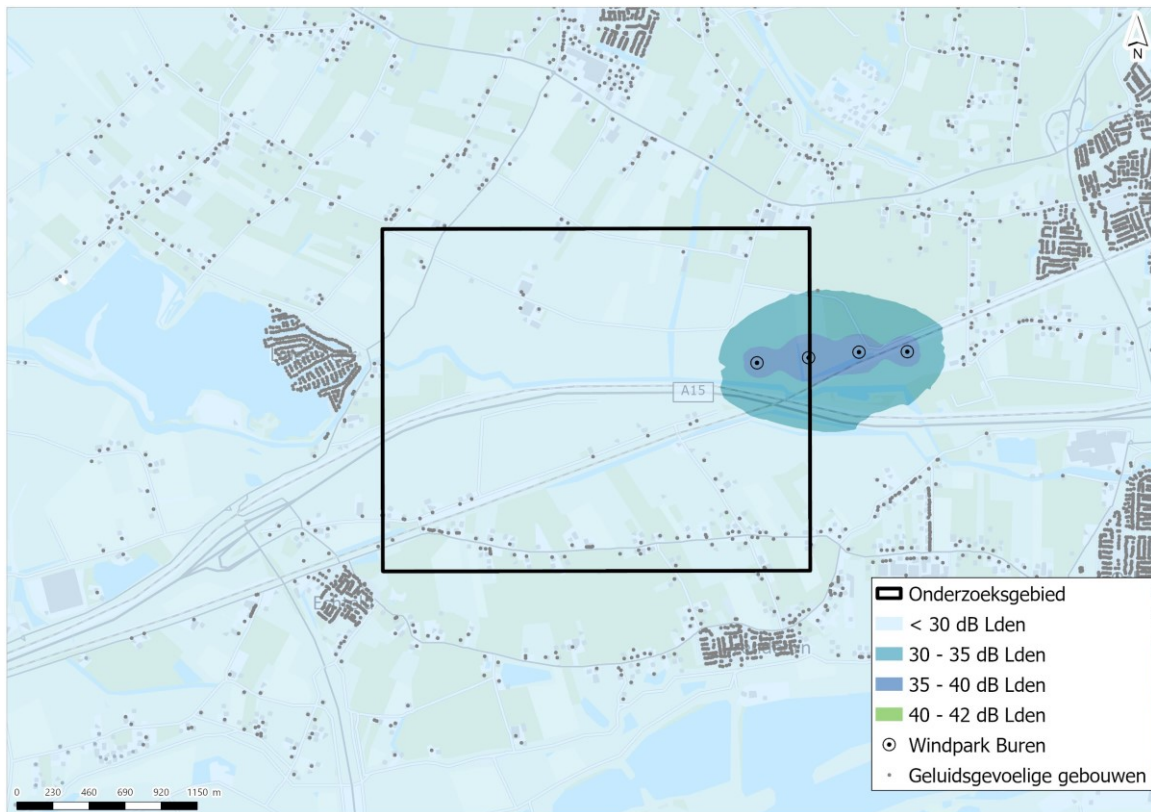 N
A15
Onderzoeksgebied
< 30 dB Lden
30 - 35 dB Lden
35 - 40 dB Lden
40 - 42 dB Lden
Windpark Buren
Geluidsgevoelige gebouwen
0 230 460 690 920 1150 m